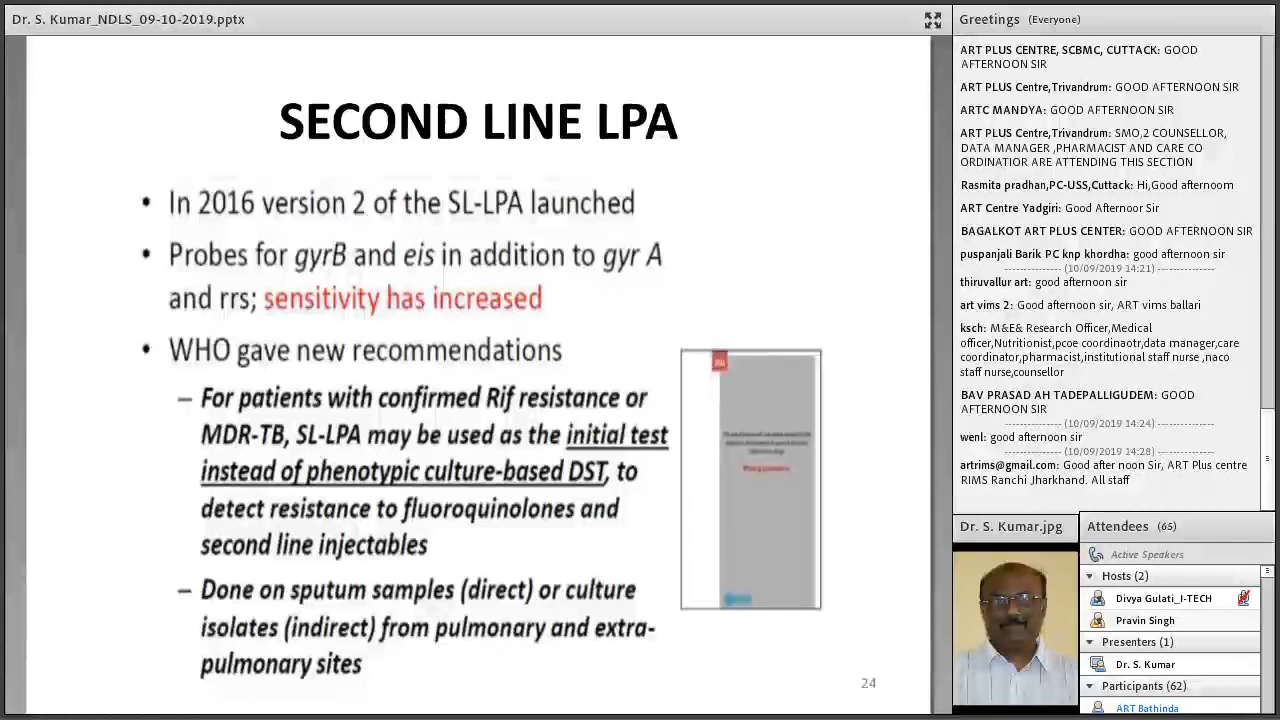 Dr. S. Kumar_NDLS_09-10-2019.pptx
SECOND LINE LPA
• In 2016 version 2 of the SL-LPA launched
• Probes for gyrB and eis in addition to gyr A
and rrs; sensitivity has increased
• WHO gave new recommendations
– For patients with confirmed Rif resistance or
MDR-TB, SL-LPA may be used as the initial test
instead of phenotypic culture-based DST, to
detect resistance to fluoroquinolones and
second line injectables
– Done on sputum samples (direct) or culture
isolates (indirect) from pulmonary and extra-
pulmonary sites
24
Greetings (Everyone)
ART PLUS CENTRE, SCBMC, CUTTACK: GOOD
AFTERNOON SIR
ART PLUS Centre,Trivandrum: GOOD AFTERNOON SIR
ARTC MANDYA: GOOD AFTERNOON SIR
ART PLUS Centre,Trivandrum: SMO,2 COUNSELLOR,
DATA MANAGER ,PHARMACIST AND CARE CO
ORDINATIOR ARE ATTENDING THIS SECTION
Rasmita pradhan,PC-USS,Cuttack: Hi,Good afternoom
ART Centre Yadgiri: Good Afternoor Sir
BAGALKOT ART PLUS CENTER: GOOD AFTERNOON SIR
puspanjali Barik PC knp khordha: good afternoon sir
--------------- (10/09/2019 14:21) ---------------
thiruvallur art: good afternoon sir
art vims 2: Good afternoon sir, ART vims ballari
ksch: M&E& Research Officer,Medical
officer,Nutritionist,pcoe coordinator,data manager,care
coordinator,pharmacist,institutional staff nurse ,naco
staff nurse,counsellor
BAV PRASAD AH TADEPALLIGUDEM: GOOD
AFTERNOON SIR
--------------- (10/09/2019 14:24) ---------------
wenl: good afternoon sir
--------------- (10/09/2019 14:28) ---------------
artrims@gmail.com: Good after noon Sir, ART Plus centre
RIMS Ranchi Jharkhand. All staff
Dr. S. Kumar.jpg
Attendees (65)
Active Speakers
Hosts (2)
Divya Gulati_I-TECH
Pravin Singh
Presenters (1)
Dr. S. Kumar
Participants (62)
ART Bathinda